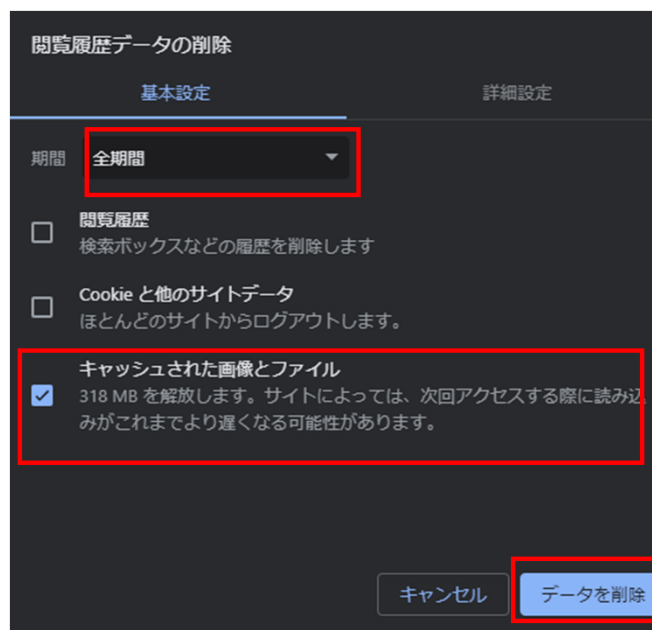 閲覧履歴データの削除
基本設定
詳細設定
期間
全期間
閲覧履歴
検索ボックスなどの履歴を削除します
Cookie と他のサイトデータ
ほとんどのサイトからログアウトします。
キャッシュされた画像とファイル
318 MB を解放します。サイトによっては、次回アクセスする際に読み込
みがこれまでより遅くなる可能性があります。
キャンセル
データを削除